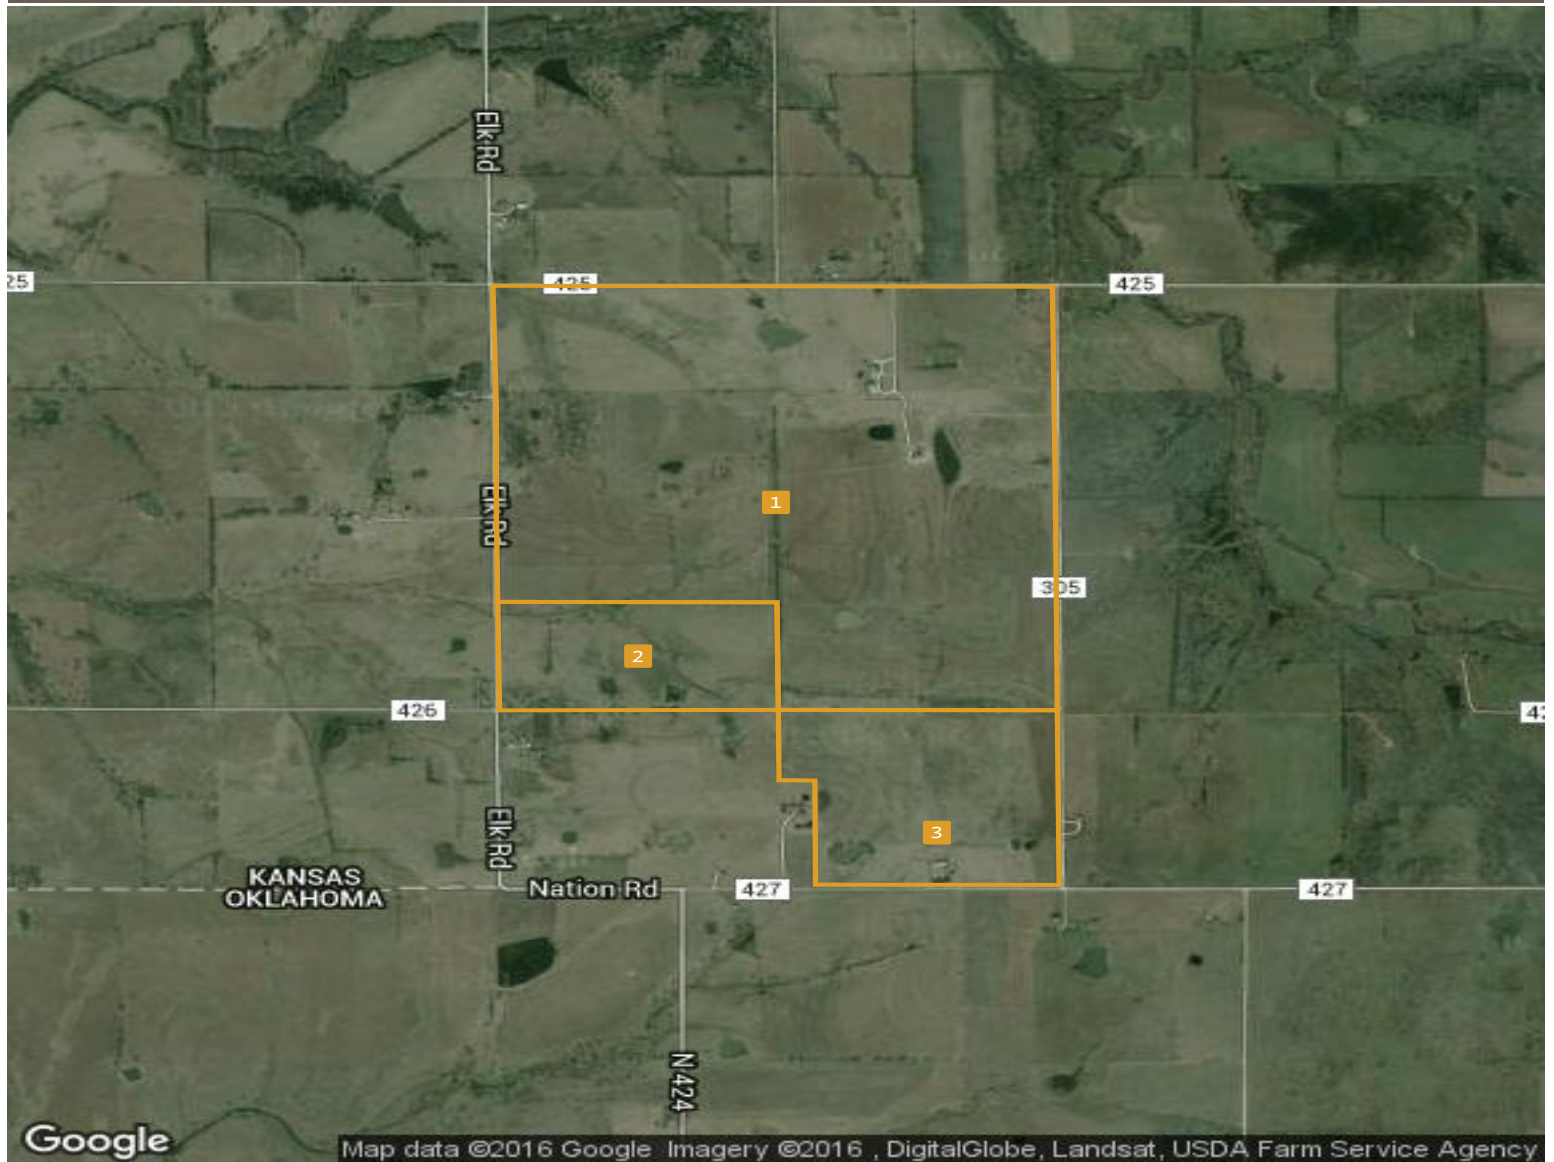 Elk Rd
25
425
425
1
Elk Rd
305
2
426
42
Elk Rd
3
KANSAS
OKLAHOMA
Nation Rd
427
427
N 424
Google
Map data ©2016 Google Imagery ©2016 , DigitalGlobe, Landsat, USDA Farm Service Agency